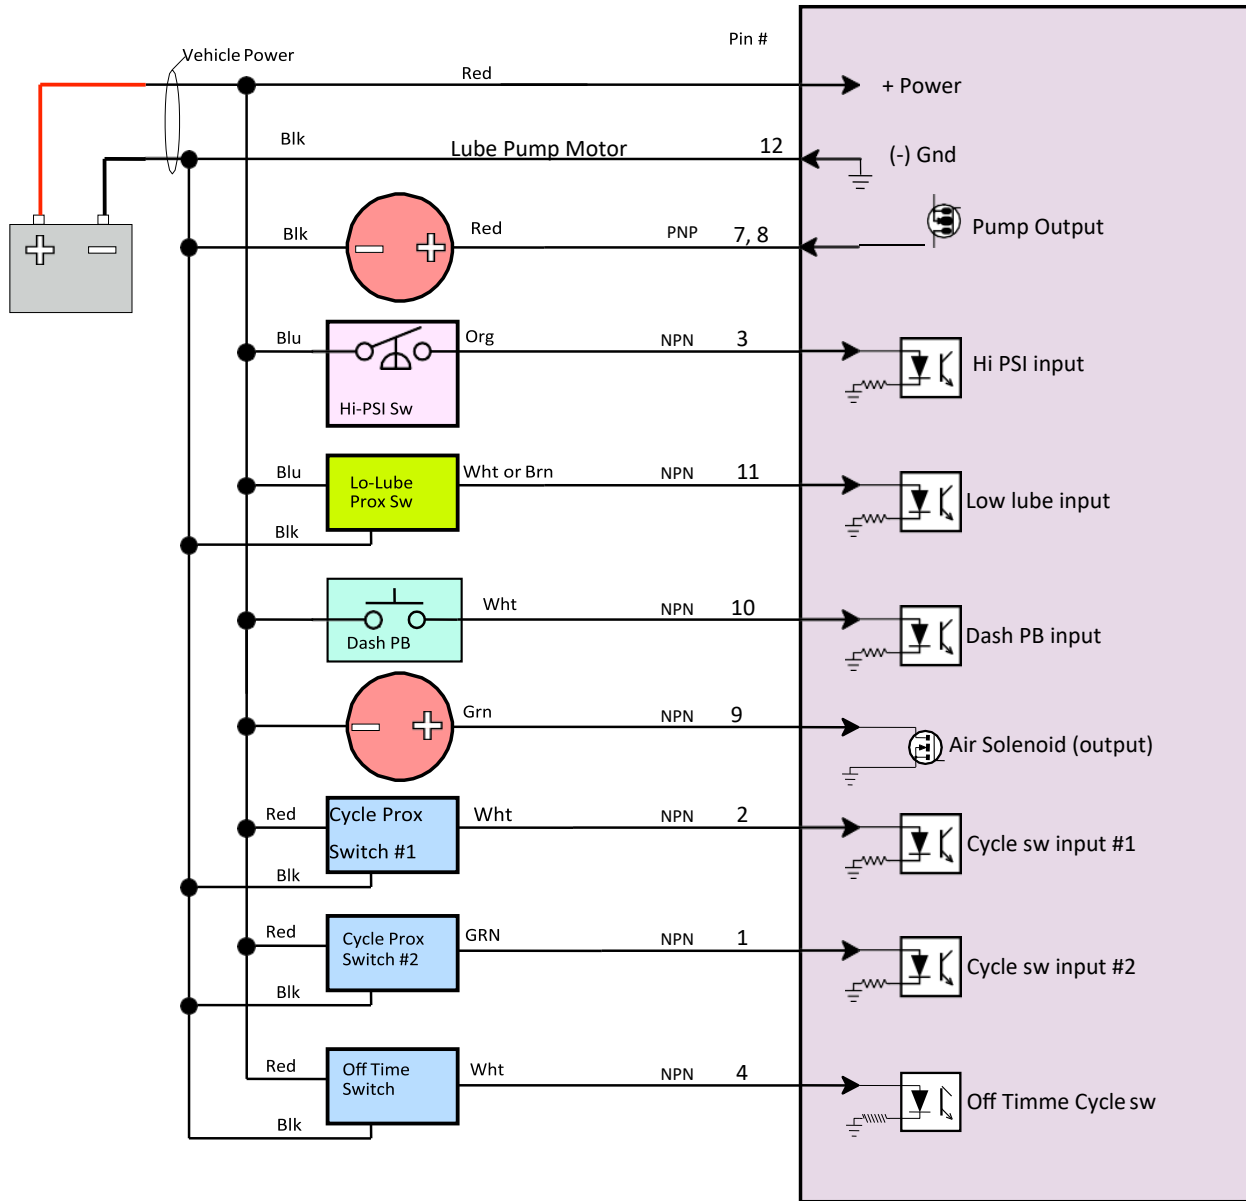 Pin #
Vehicle Power
Red
+ Power
Blk
Lube Pump Motor
12
(-) Gnd
Blk
Red
PNP
7, 8
Pump Output
Blu
Org
NPN
3
Hi PSI input
Hi-PSI Sw
Blu
Lo-Lube
Prox Sw
Wht or Brn
NPN
11
Low lube input
Blk
Wht
NPN
10
Dash PB input
Dash PB
Grn
NPN
9
Air Solenoid (output)
Red
Cycle Prox
Switch #1
Wht
NPN
2
Cycle sw input #1
Blk
Red
Cycle Prox
Switch #2
GRN
NPN
1
Cycle sw input #2
Blk
Red
Off Time
Switch
Wht
NPN
4
Off Timme Cycle sw
Blk